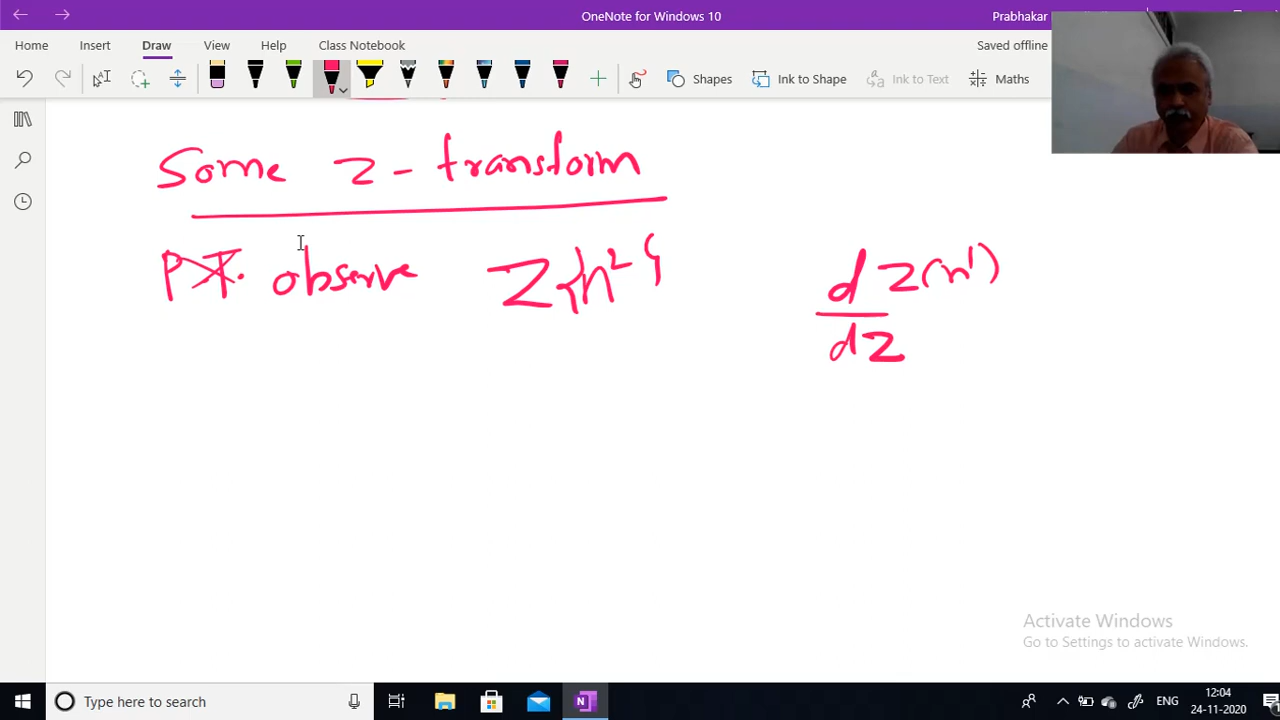 OneNote for Windows 10
Prabhakar
Home Insert Draw View Help Class Notebook
Saved offline
Shapes Ink to Shape Ink to Text Maths
Some z - transform
P.T. observe Z{n²}
d/dz z(n¹)
Activate Windows
Go to Settings to activate Windows.
Type here to search
ENG
12:04
24-11-2020